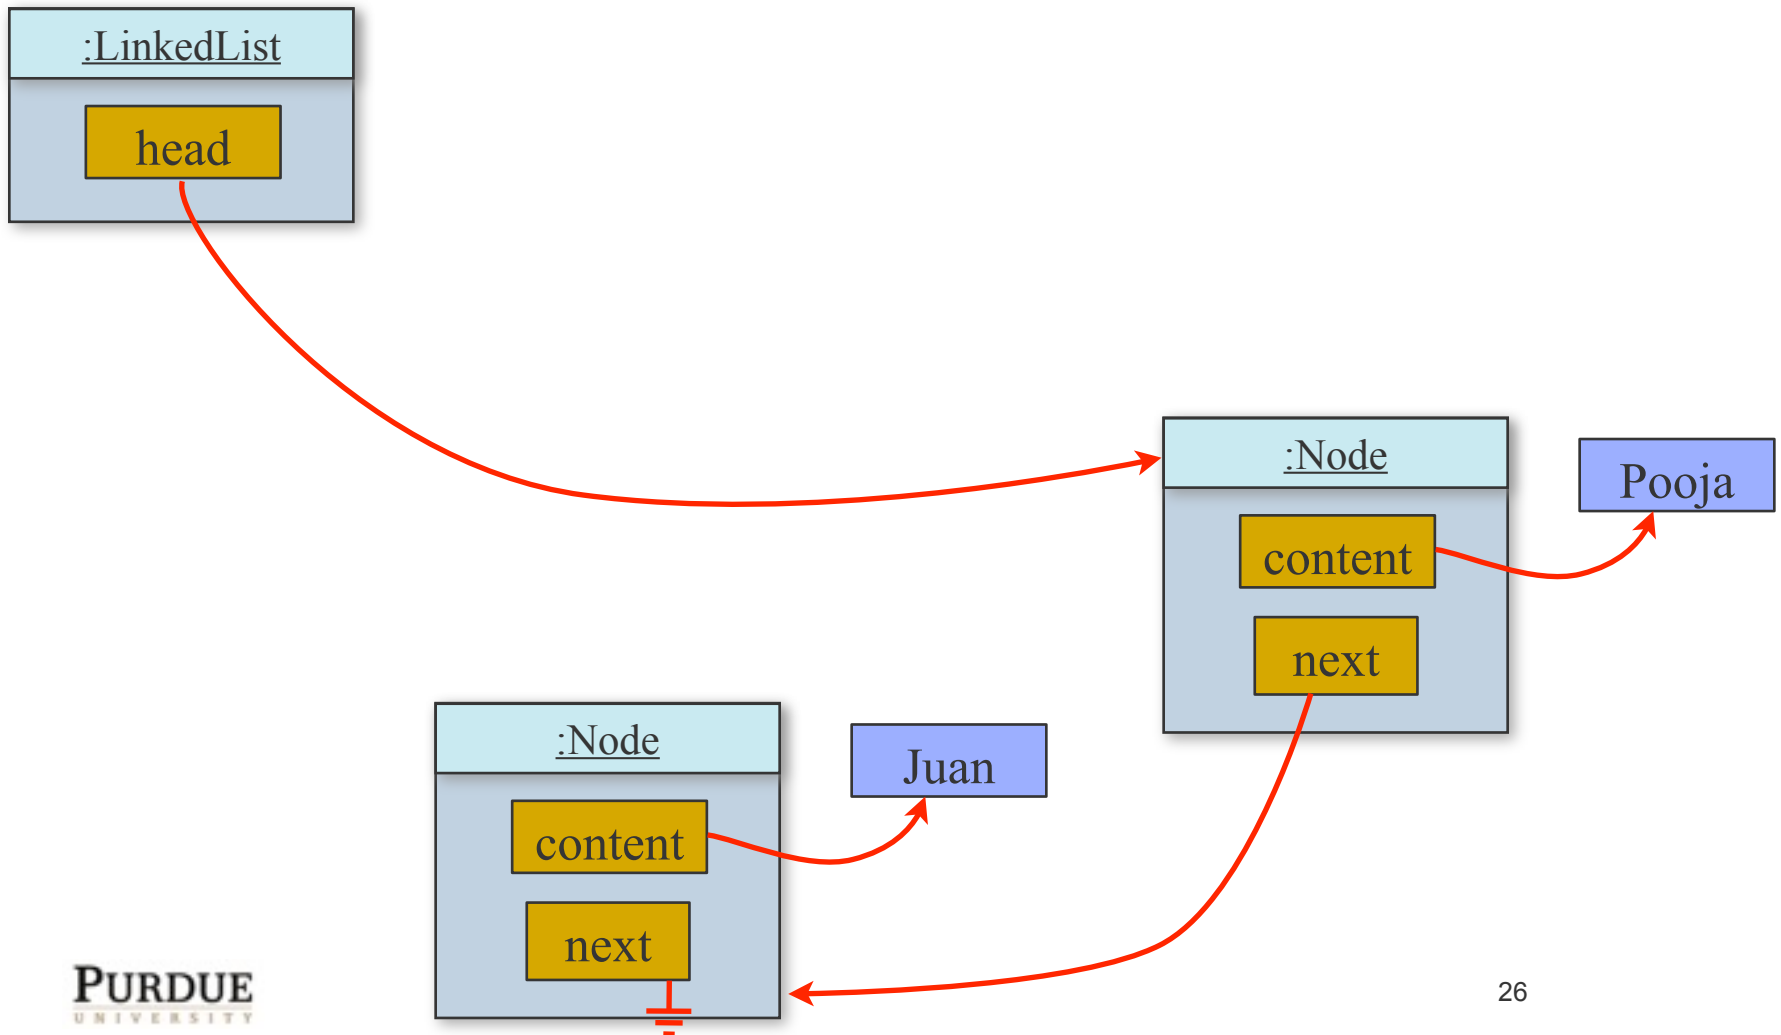 :LinkedList
head
:Node
content
next
Pooja
:Node
content
next
Juan
PURDUE
UNIVERSITY
26